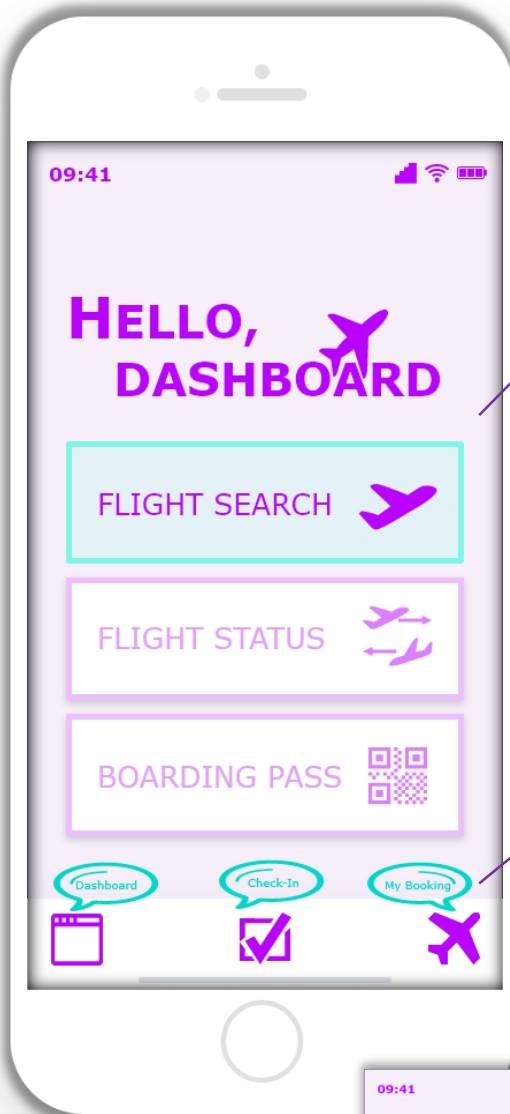 09:41
HELLO,
DASHBOARD
FLIGHT SEARCH
FLIGHT STATUS
BOARDING PASS
Dashboard
Check-In
My Booking
09:41